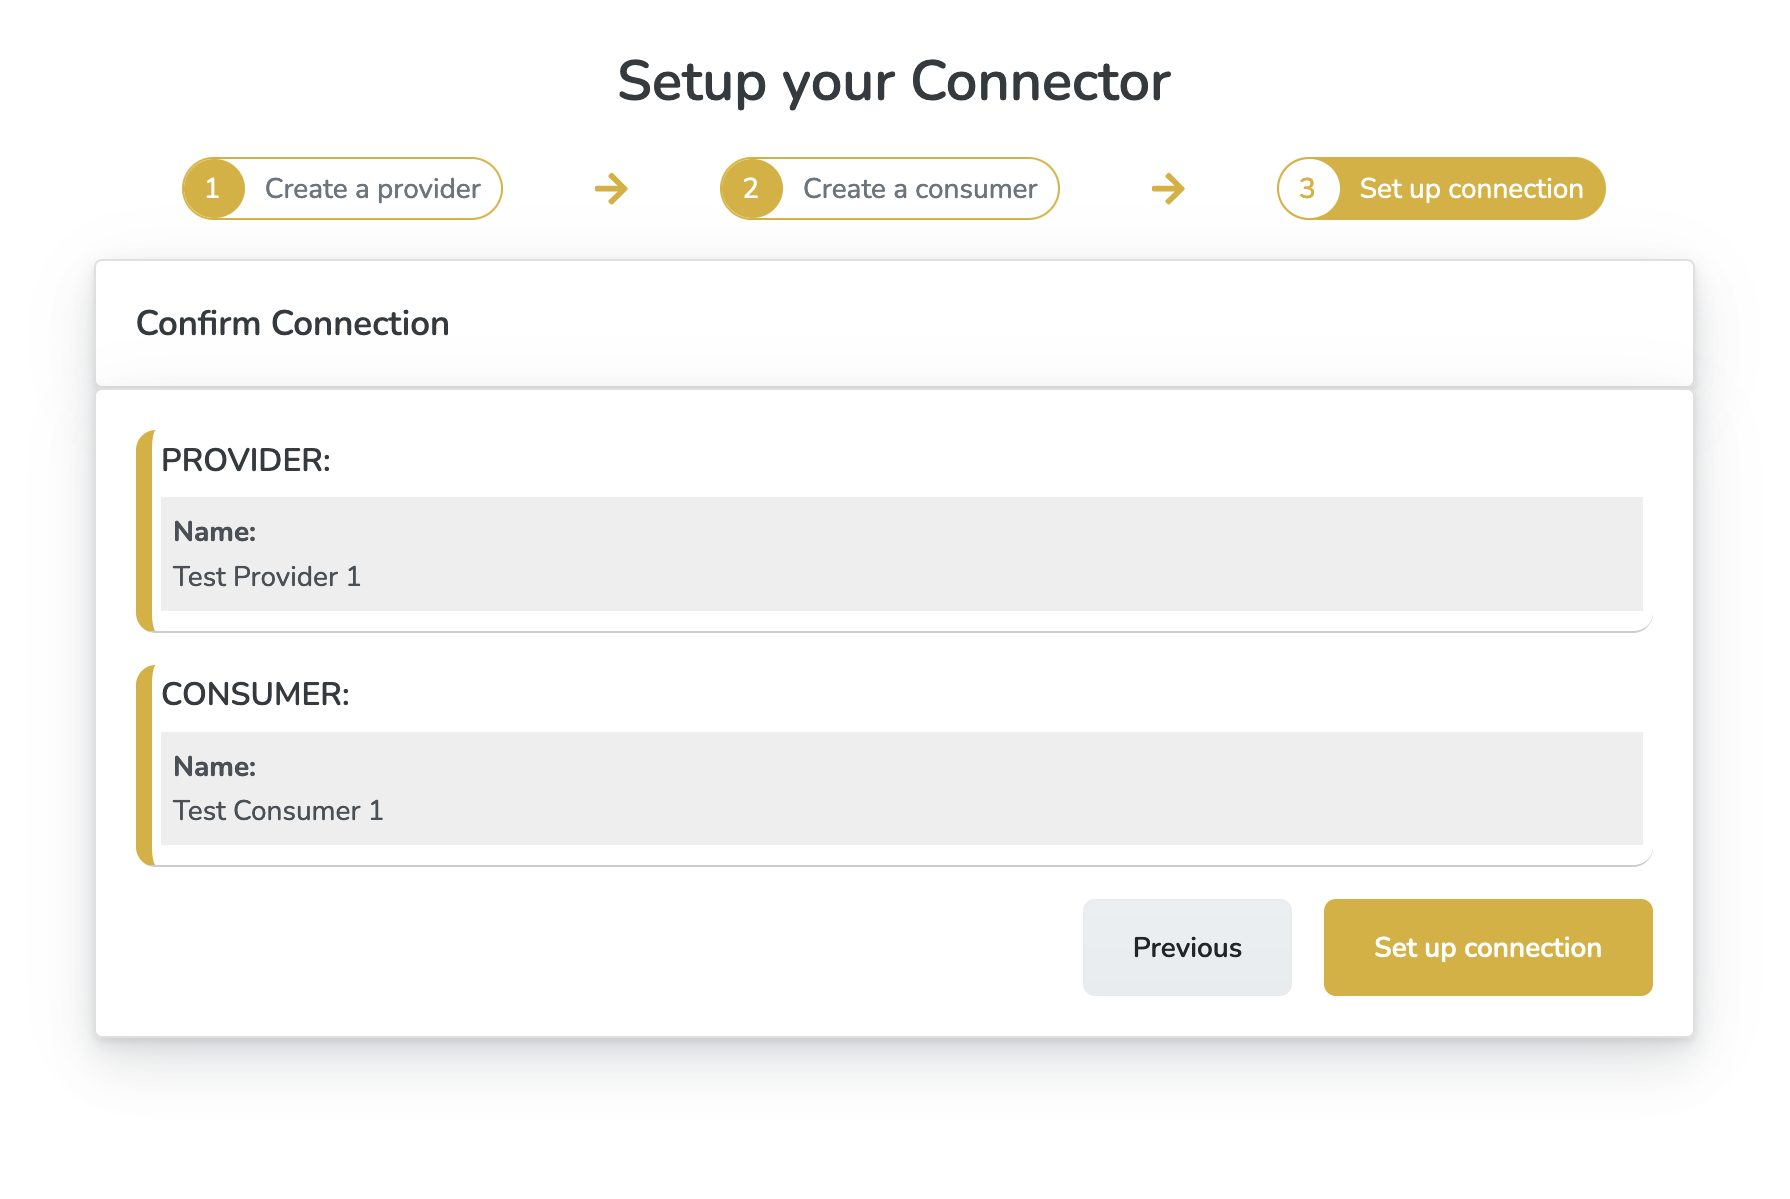 Setup your Connector
1 Create a provider
2 Create a consumer
3 Set up connection
Confirm Connection
PROVIDER:
Name:
Test Provider 1
CONSUMER:
Name:
Test Consumer 1
Previous
Set up connection